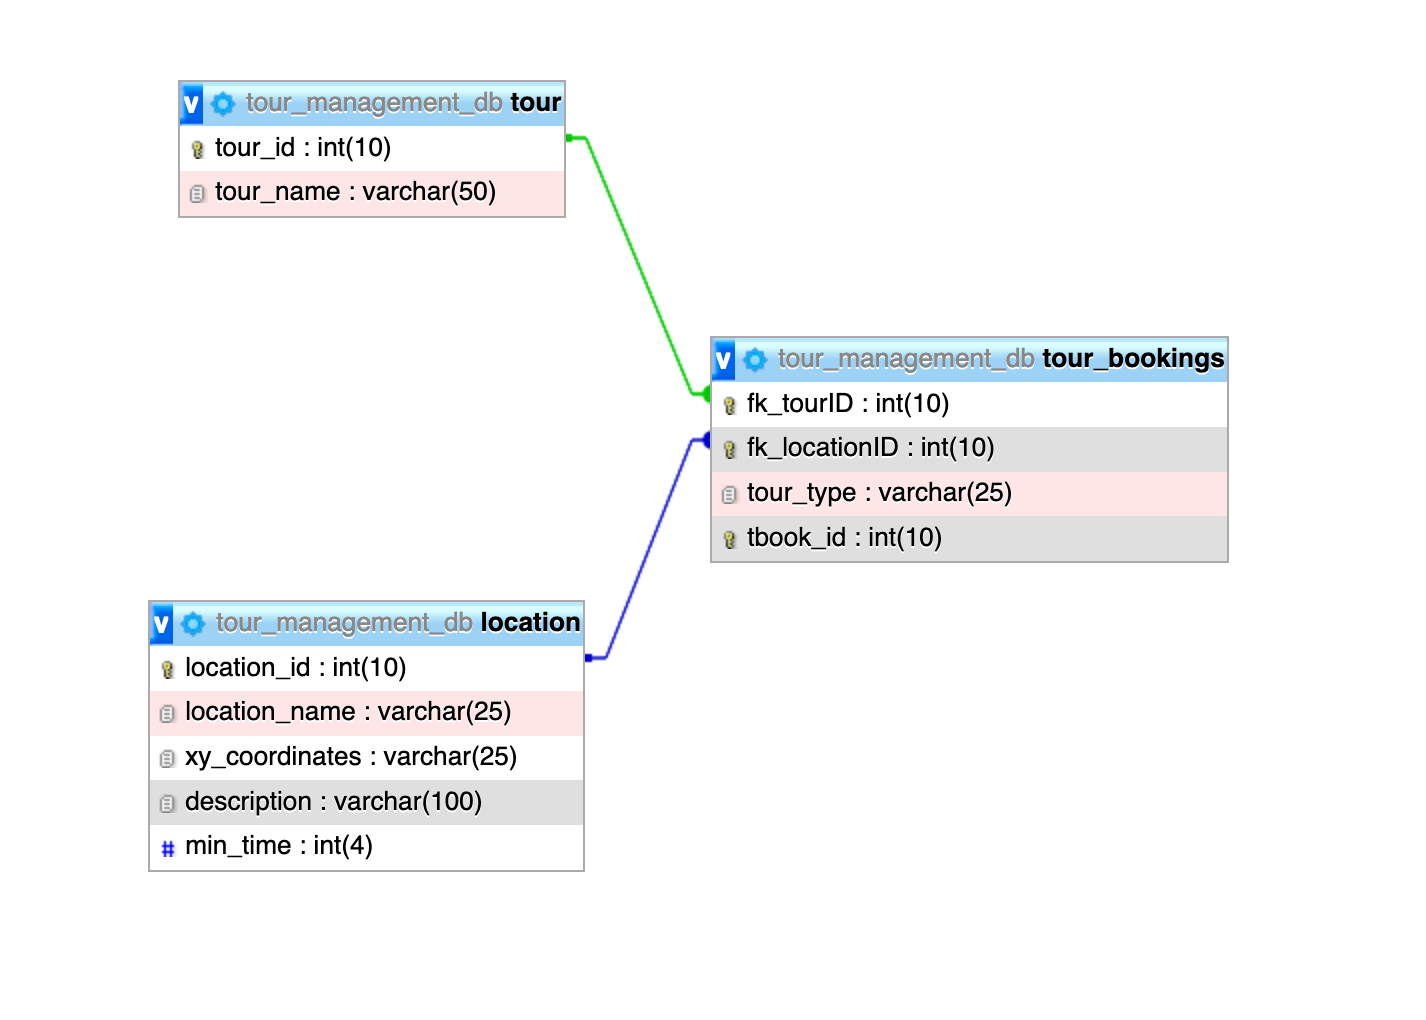 v tour_management_db tour
tour_id : int(10)
tour_name : varchar(50)
v tour_management_db tour_bookings
fk_tourID : int(10)
fk_locationID : int(10)
tour_type : varchar(25)
tbook_id : int(10)
v tour_management_db location
location_id : int(10)
location_name : varchar(25)
xy_coordinates : varchar(25)
description : varchar(100)
# min_time : int(4)